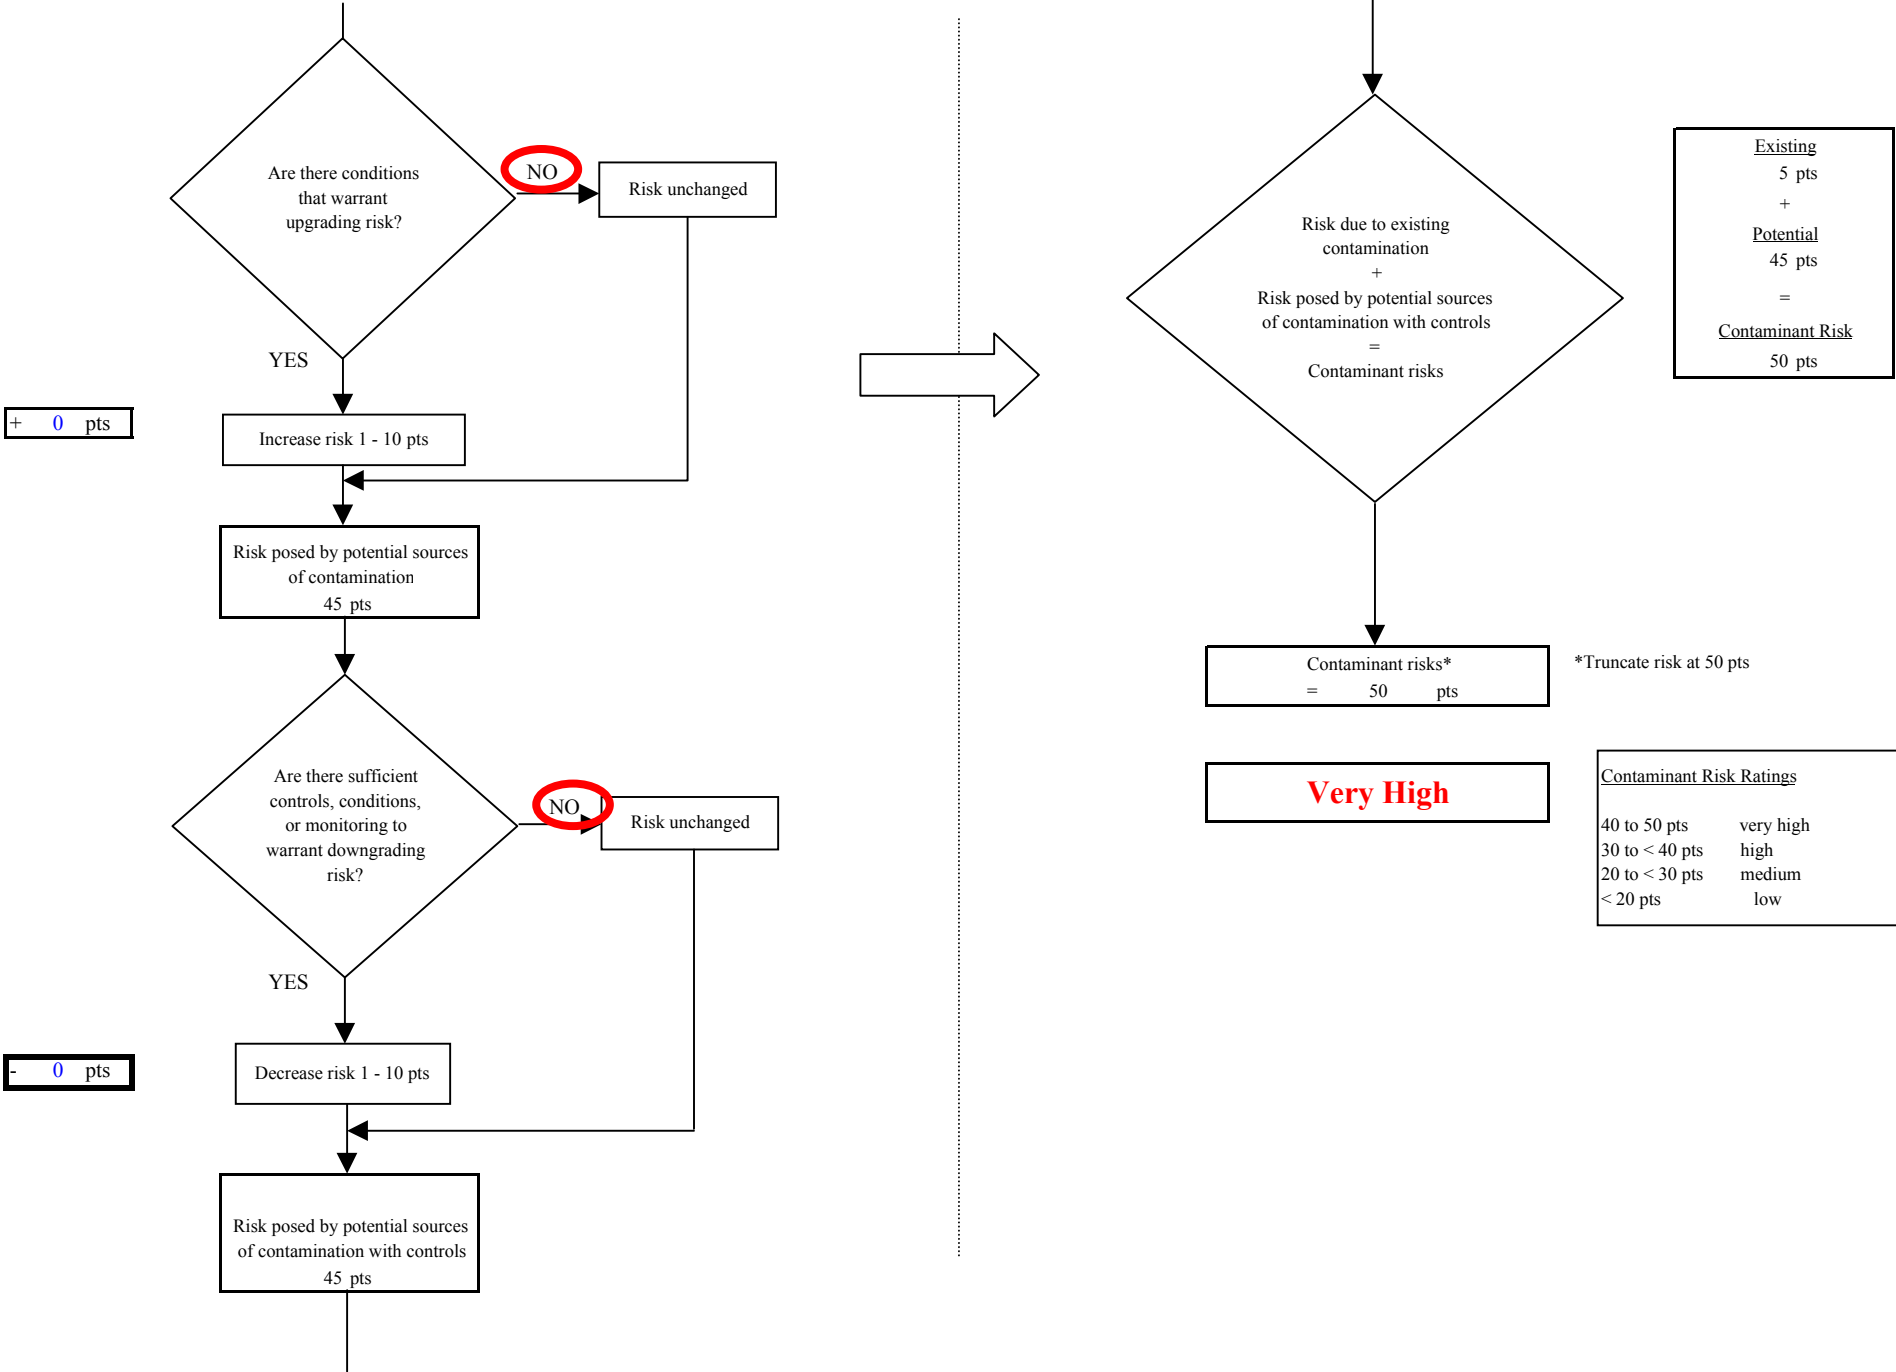 Are there conditions
that warrant
upgrading risk?
NO
Risk unchanged
YES
+ 0 pts
Increase risk 1 - 10 pts
Risk posed by potential sources
of contamination
45 pts
Are there sufficient
controls, conditions,
or monitoring to
warrant downgrading
risk?
NO
Risk unchanged
YES
- 0 pts
Decrease risk 1 - 10 pts
Risk posed by potential sources
of contamination with controls
45 pts
Risk due to existing
contamination
+
Risk posed by potential sources
of contamination with controls
=
Contaminant risks
Existing
5 pts
+
Potential
45 pts
=
Contaminant Risk
50 pts
Contaminant risks*
= 50 pts
*Truncate risk at 50 pts
Very High
Contaminant Risk Ratings
40 to 50 pts very high
30 to < 40 pts high
20 to < 30 pts medium
< 20 pts low